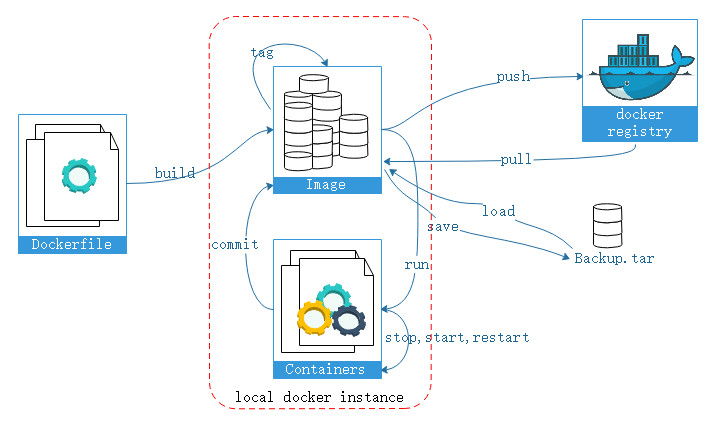 tag
push
docker
registry
pull
build
Image
load
save
Dockerfile
commit
Backup.tar
run
stop,start,restart
Containers
local docker instance